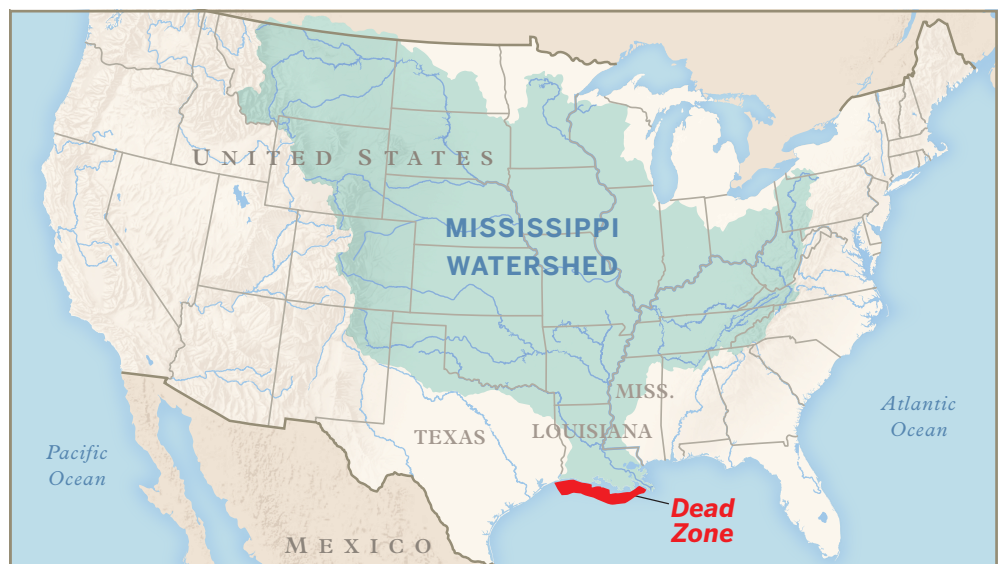 UNITED STATES
MISSISSIPPI
WATERSHED
MISS.
TEXAS
LOUISIANA
Atlantic
Ocean
Pacific
Ocean
Dead
Zone
MEXICO